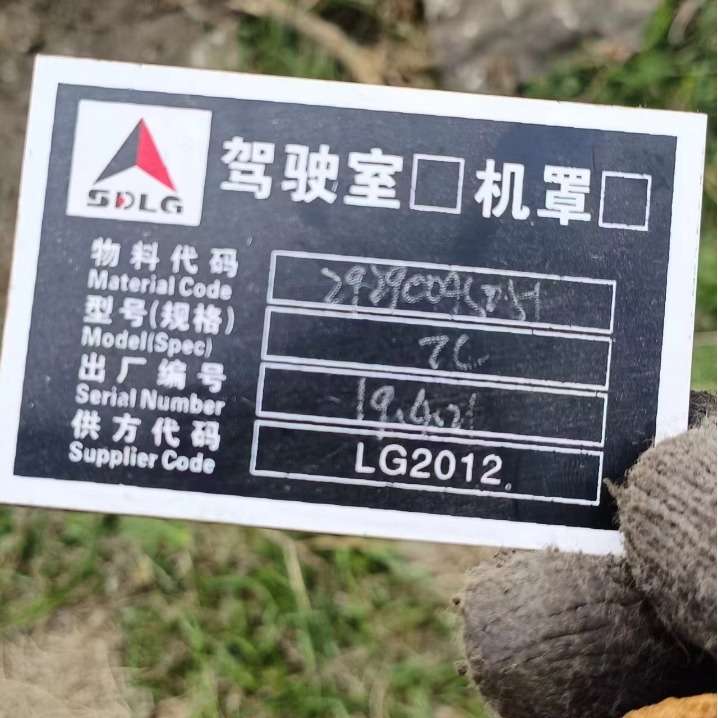 SDLG
驾驶室□ 机罩□
物料代码
Material Code
型号(规格)
Model(Spec)
出厂编号
Serial Number
供方代码
Supplier Code LG2012